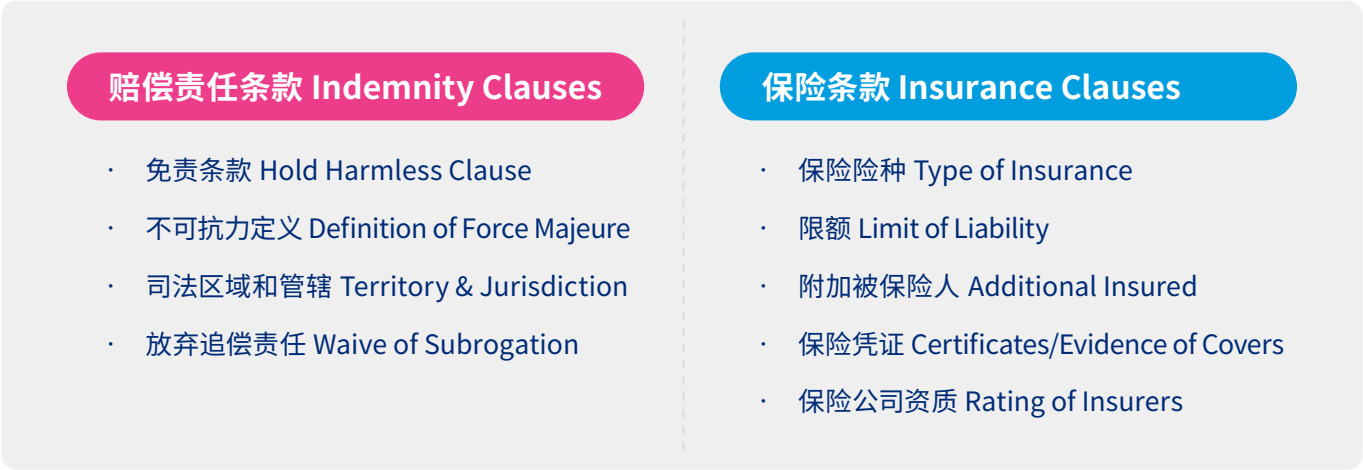 赔偿责任条款 Indemnity Clauses
· 免责条款 Hold Harmless Clause
· 不可抗力定义 Definition of Force Majeure
· 司法区域和管辖 Territory & Jurisdiction
· 放弃追偿责任 Waive of Subrogation
保险条款 Insurance Clauses
· 保险险种 Type of Insurance
· 限额 Limit of Liability
· 附加被保险人 Additional Insured
· 保险凭证 Certificates/Evidence of Covers
· 保险公司资质 Rating of Insurers